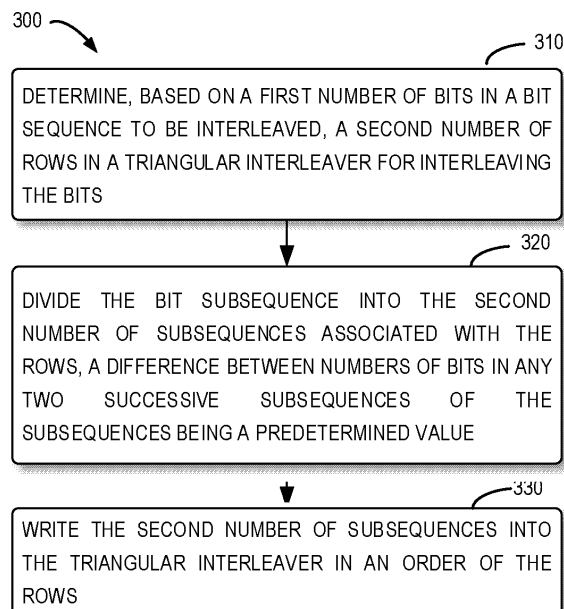 300
310
DETERMINE, BASED ON A FIRST NUMBER OF BITS IN A BIT
SEQUENCE TO BE INTERLEAVED, A SECOND NUMBER OF
ROWS IN A TRIANGULAR INTERLEAVER FOR INTERLEAVING
THE BITS
320
DIVIDE THE BIT SUBSEQUENCE INTO THE SECOND
NUMBER OF SUBSEQUENCES ASSOCIATED WITH THE
ROWS, A DIFFERENCE BETWEEN NUMBERS OF BITS IN ANY
TWO SUCCESSIVE SUBSEQUENCES OF THE
SUBSEQUENCES BEING A PREDETERMINED VALUE
330
WRITE THE SECOND NUMBER OF SUBSEQUENCES INTO
THE TRIANGULAR INTERLEAVER IN AN ORDER OF THE
ROWS